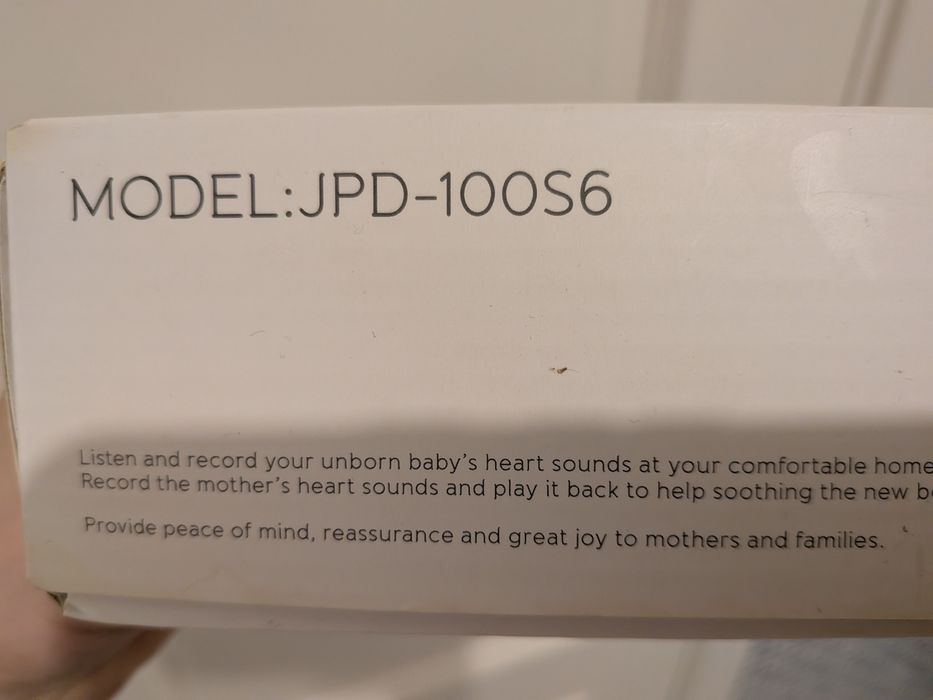 MODEL:JPD-100S6
Listen and record your unborn baby's heart sounds at your comfortable home
Record the mother's heart sounds and play it back to help soothing the new
Provide peace of mind, reassurance and great joy to mothers and families.